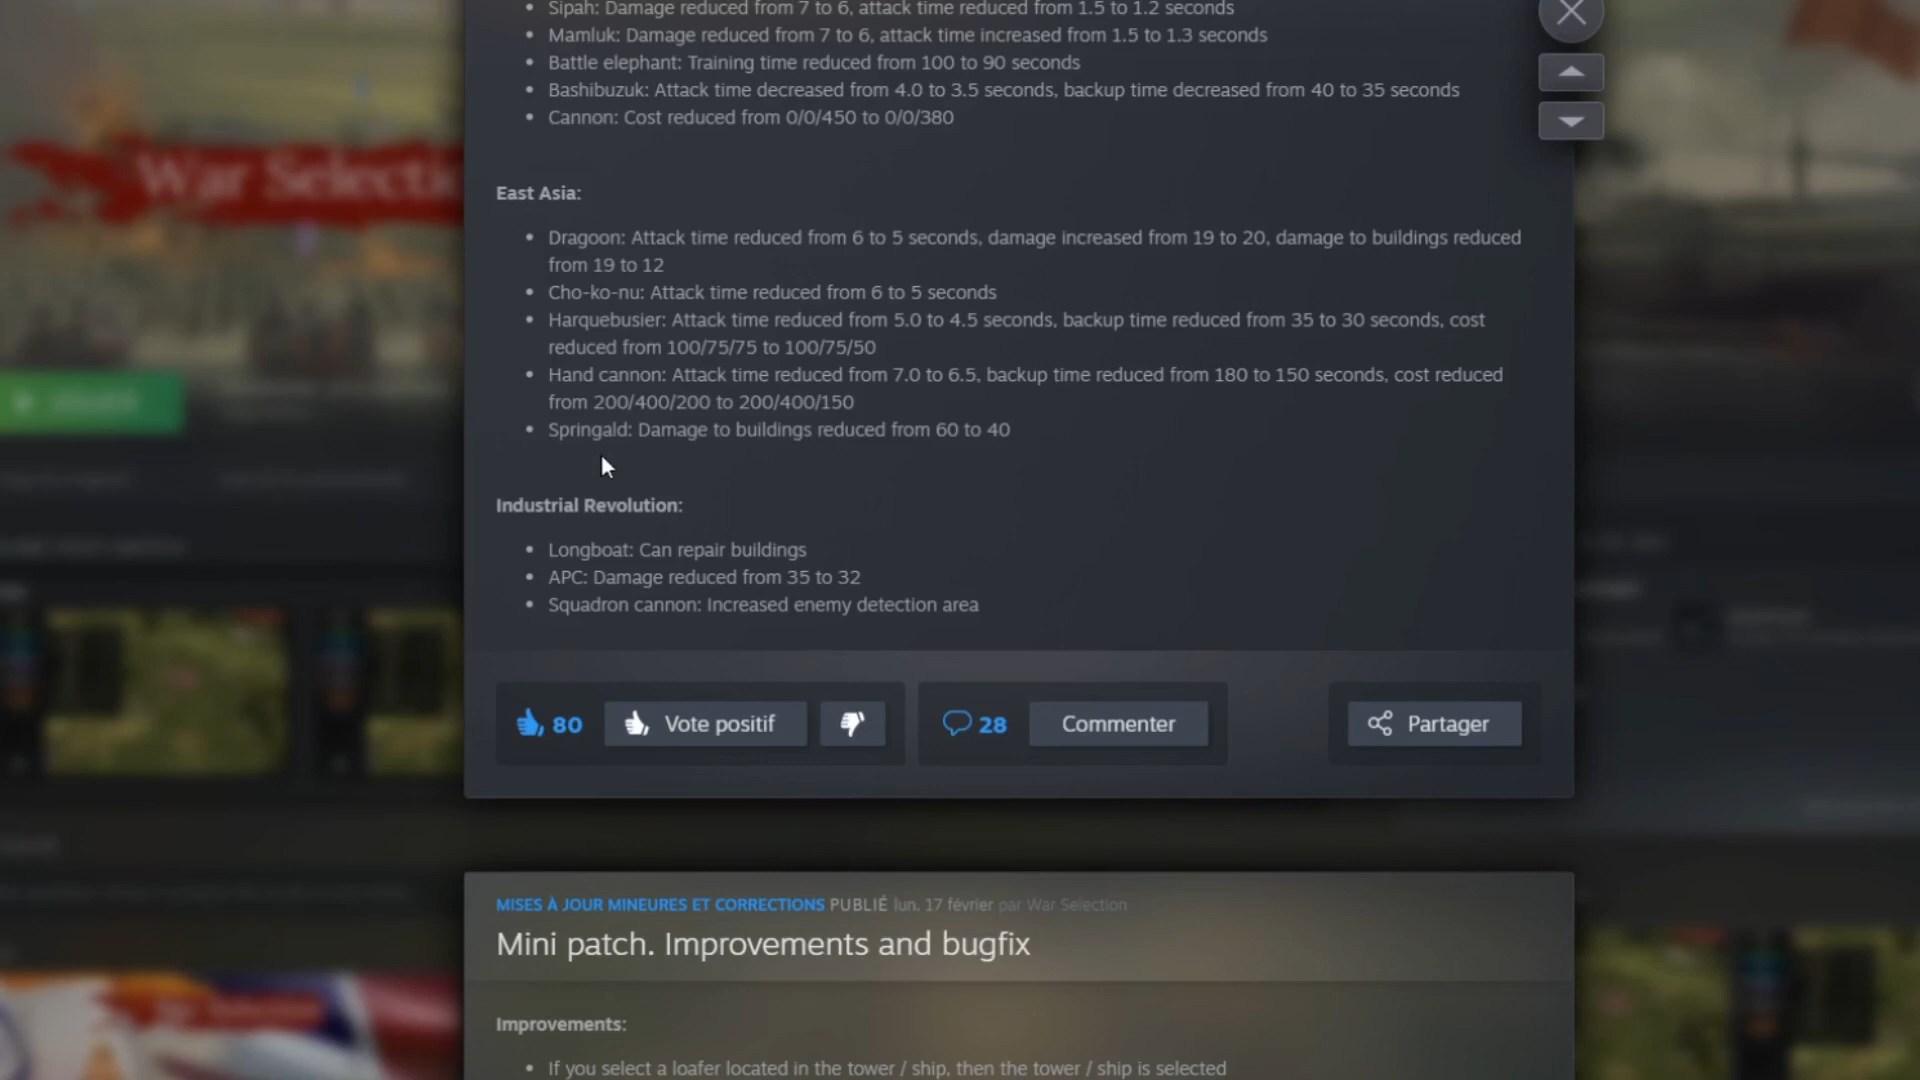 Sipah: Damage reduced from 7 to 6, attack time reduced from 1.5 to 1.2 seconds
Mamluk: Damage reduced from 7 to 6, attack time increased from 1.5 to 1.3 seconds
Battle elephant: Training time reduced from 100 to 90 seconds
Bashibuzuk: Attack time decreased from 4.0 to 3.5 seconds, backup time decreased from 40 to 35 seconds
Cannon: Cost reduced from 0/0/450 to 0/0/380
War Selectio
East Asia:
Dragoon: Attack time reduced from 6 to 5 seconds, damage increased from 19 to 20, damage to buildings reduced
from 19 to 12
Cho-ko-nu: Attack time reduced from 6 to 5 seconds
Harquebusier: Attack time reduced from 5.0 to 4.5 seconds, backup time reduced from 35 to 30 seconds, cost
reduced from 100/75/75 to 100/75/50
Hand cannon: Attack time reduced from 7.0 to 6.5, backup time reduced from 180 to 150 seconds, cost reduced
from 200/400/200 to 200/400/150
Springald: Damage to buildings reduced from 60 to 40
Industrial Revolution:
Longboat: Can repair buildings
APC: Damage reduced from 35 to 32
Squadron cannon: Increased enemy detection area
80 Vote positif 28 Commenter Partager
MISES À JOUR MINEURES ET CORRECTIONS PUBLIÉ lun. 17 février par War Selection
Mini patch. Improvements and bugfix
Improvements:
If you select a loafer located in the tower / ship, then the tower / ship is selected